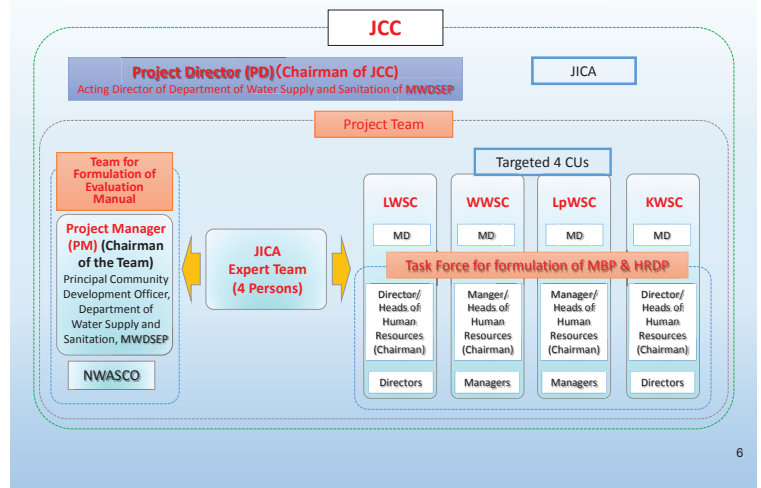 JCC
Project Director (PD)(Chairman of JCC)
Acting Director of Department of Water Supply and Sanitation of MWDSEP
JICA
Project Team
Team for
Formulation of
Evaluation
Manual
Project Manager
(PM) (Chairman
of the Team)
Principal Community
Development Officer,
Department of
Water Supply and
Sanitation, MWDSEP
NWASCO
JICA
Expert Team
(4 Persons)
Targeted 4 CUs
LWSC
WWSC
LpWSC
KWSC
MD
MD
MD
MD
Task Force for formulation of MBP & HRDP
Director/
Heads of
Human
Resources
(Chairman)
Manger/
Heads of
Human
Resources
(Chairman)
Manager/
Heads of
Human
Resources
(Chairman)
Director/
Heads of
Human
Resources
(Chairman)
Directors
Managers
Managers
Directors
6